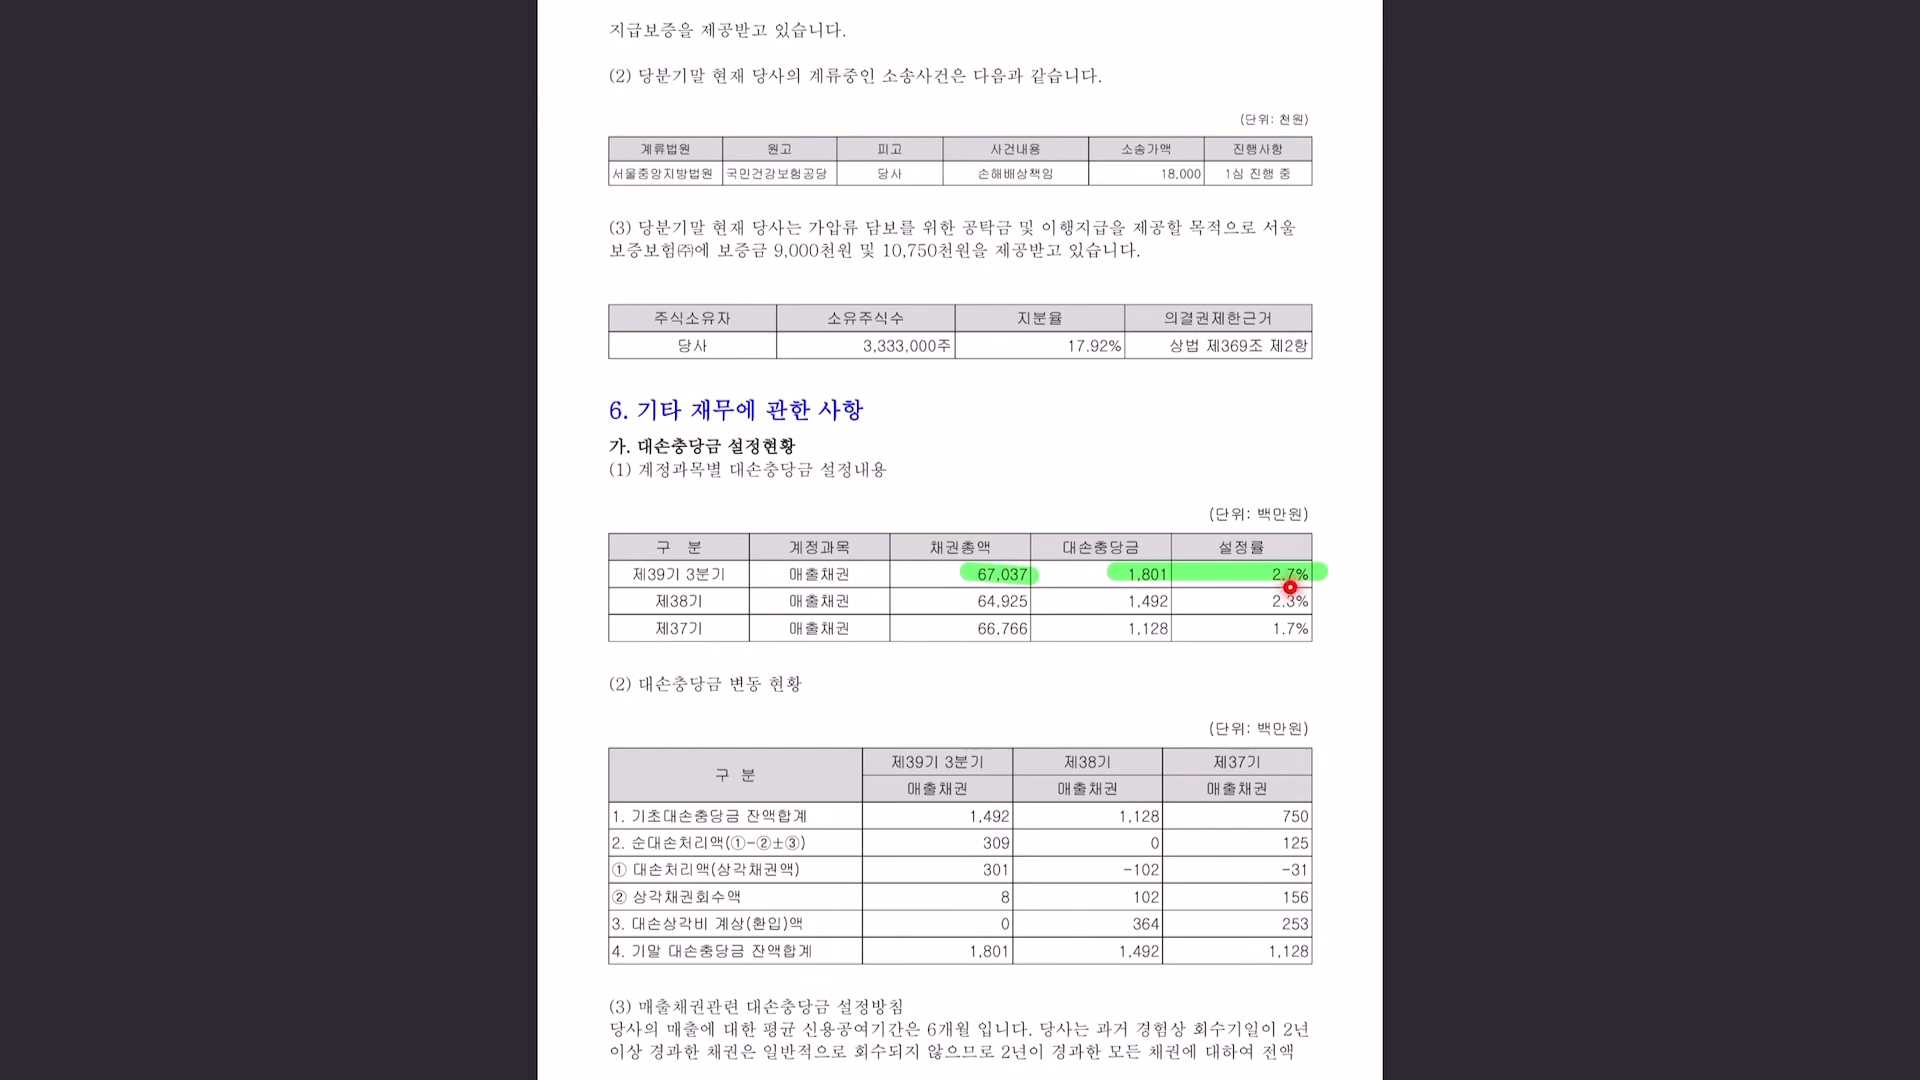 지급보증을 제공받고 있습니다.
(2) 당분기말 현재 당사의 계류중인 소송사건은 다음과 같습니다.
(단위: 천원)
계류법원 원고 피고 사건내용 소송가액 진행사항
서울중앙지방법원 국민건강보험공당 당사 손해배상책임 18,000 1심 진행 중
(3) 당분기말 현재 당사는 가압류 담보를 위한 공탁금 및 이행지급을 제공할 목적으로 서울
보증보험㈜에 보증금 9,000천원 및 10,750천원을 제공받고 있습니다.
주식소유자 소유주식수 지분율 의결권제한근거
당사 3,333,000주 17.92% 상법 제369조 제2항
6. 기타 재무에 관한 사항
가. 대손충당금 설정현황
(1) 계정과목별 대손충당금 설정내용
(단위: 백만원)
구 분 계정과목 채권총액 대손충당금 설정률
제39기 3분기 매출채권 67,037 1,801 2.7%
제38기 매출채권 64,925 1,492 2.3%
제37기 매출채권 66,766 1,128 1.7%
(2) 대손충당금 변동 현황
(단위: 백만원)
구 분 제39기 3분기 제38기 제37기
매출채권 매출채권 매출채권
1. 기초대손충당금 잔액합계 1,492 1,128 750
2. 순대손처리액(①-②±③) 309 0 125
① 대손처리액(상각채권액) 301 -102 -31
② 상각채권회수액 8 102 156
3. 대손상각비 계상(환입)액 0 364 253
4. 기말 대손충당금 잔액합계 1,801 1,492 1,128
(3) 매출채권관련 대손충당금 설정방침
당사의 매출에 대한 평균 신용공여기간은 6개월 입니다. 당사는 과거 경험상 회수기일이 2년
이상 경과한 채권은 일반적으로 회수되지 않으므로 2년이 경과한 모든 채권에 대하여 전액